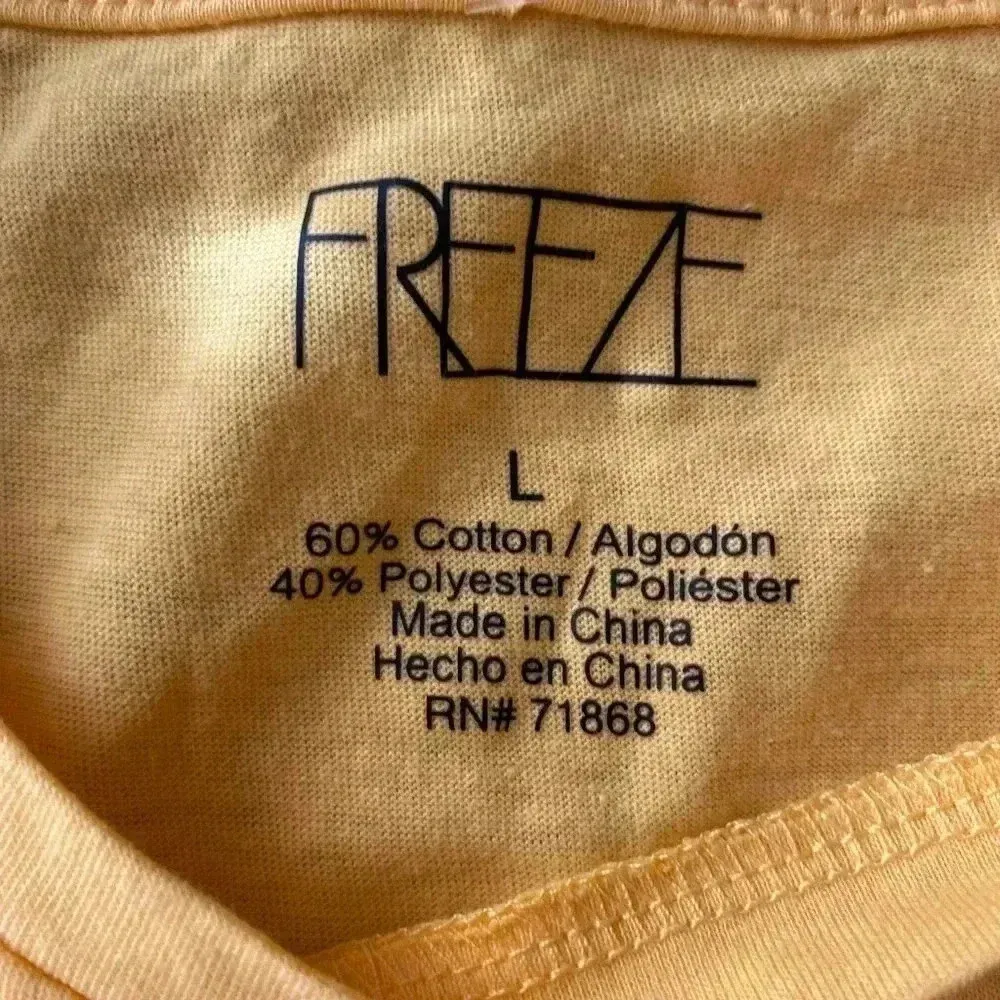 FREEZE
L
60% Cotton / Algodón
40% Polyester / Poliéster
Made in China
Hecho en China
RN# 71868